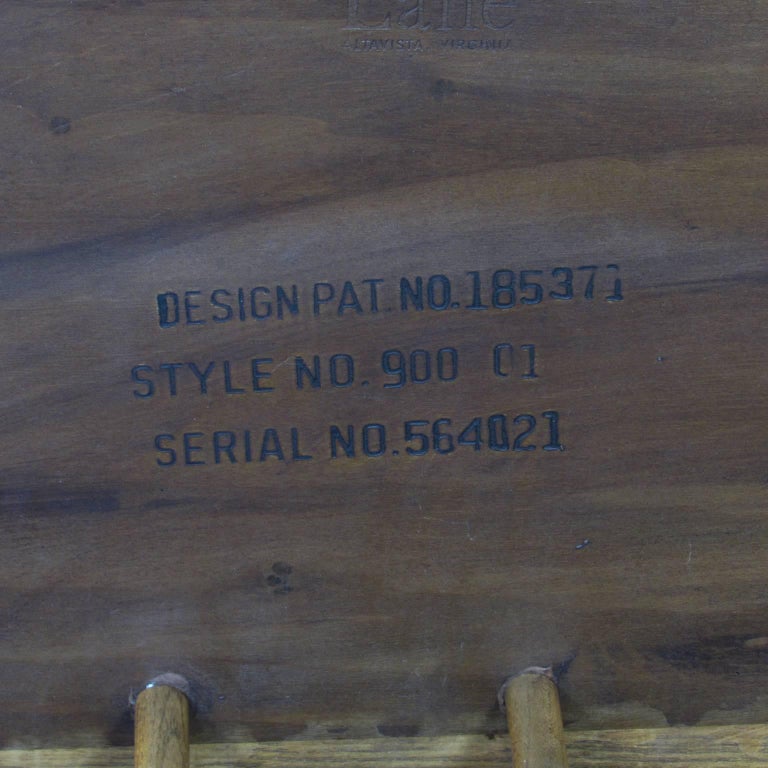 Lane
ALTAVISTA, VIRGINIA
DESIGN PAT. NO. 185371
STYLE NO. 900 01
SERIAL NO. 564021